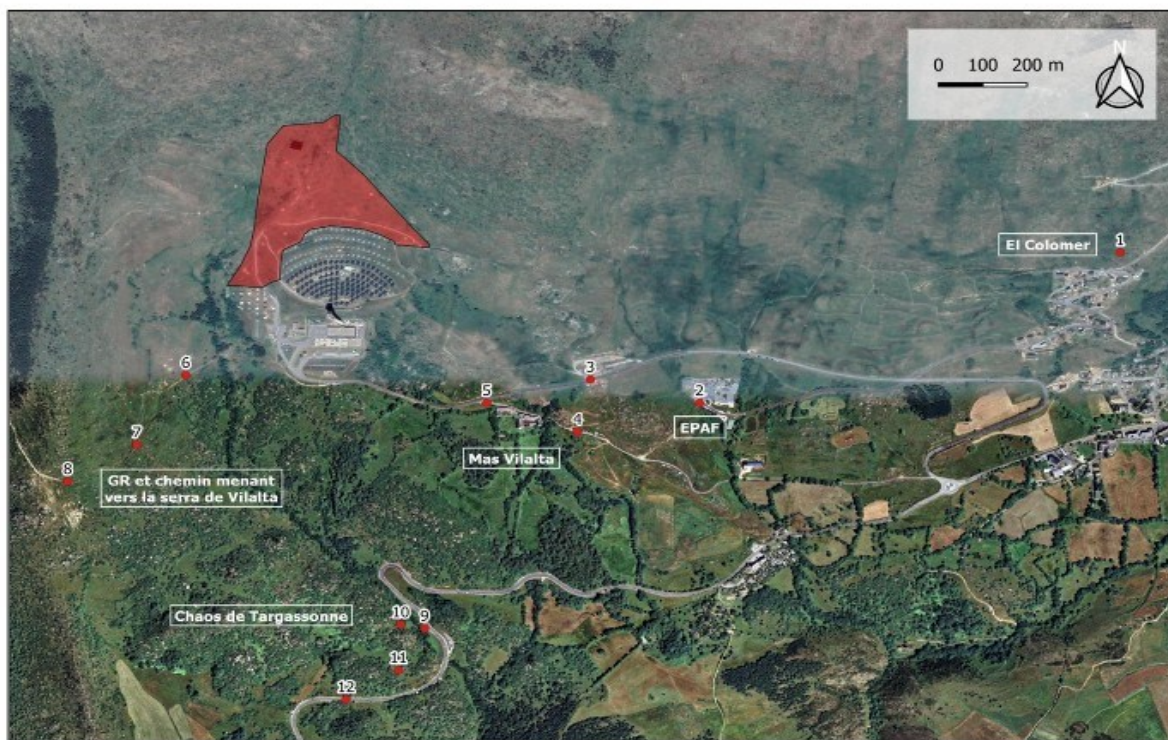 N
0 100 200 m
El Colomer
1
6
3
5
2
4
EPAF
7
Mas Vilalta
8
GR et chemin menant
vers la serra de Vilalta
Chaos de Targassonne
10
9
11
12